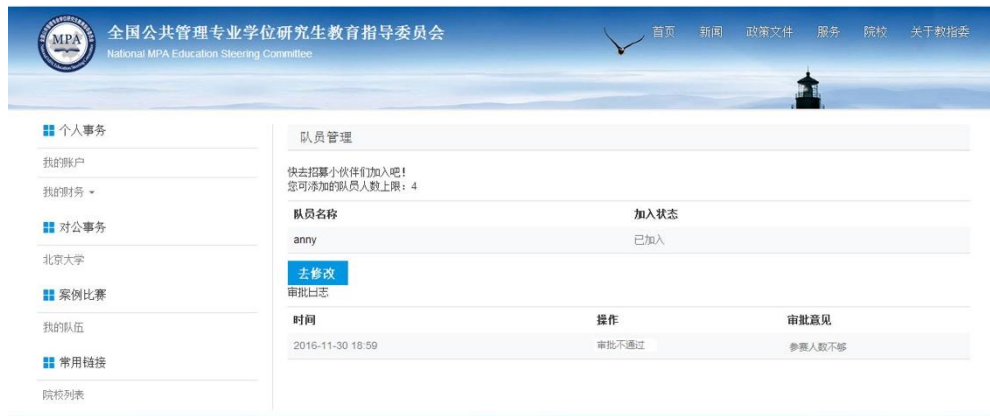 MPA
全国公共管理专业学位研究生教育指导委员会
National MPA Education Steering Committee
首页 新闻 政策文件 服务 院校 关于教指委
个人事务
我的账户
我的财务
对公事务
北京大学
案例比赛
我的队伍
常用链接
院校列表
队员管理
快去招募小伙伴们加入吧！
您可添加的队员人数上限：4
队员名称 加入状态
anny 已加入
去修改
审批日志
时间 操作 审批意见
2016-11-30 18:59 审批不通过 参赛人数不够